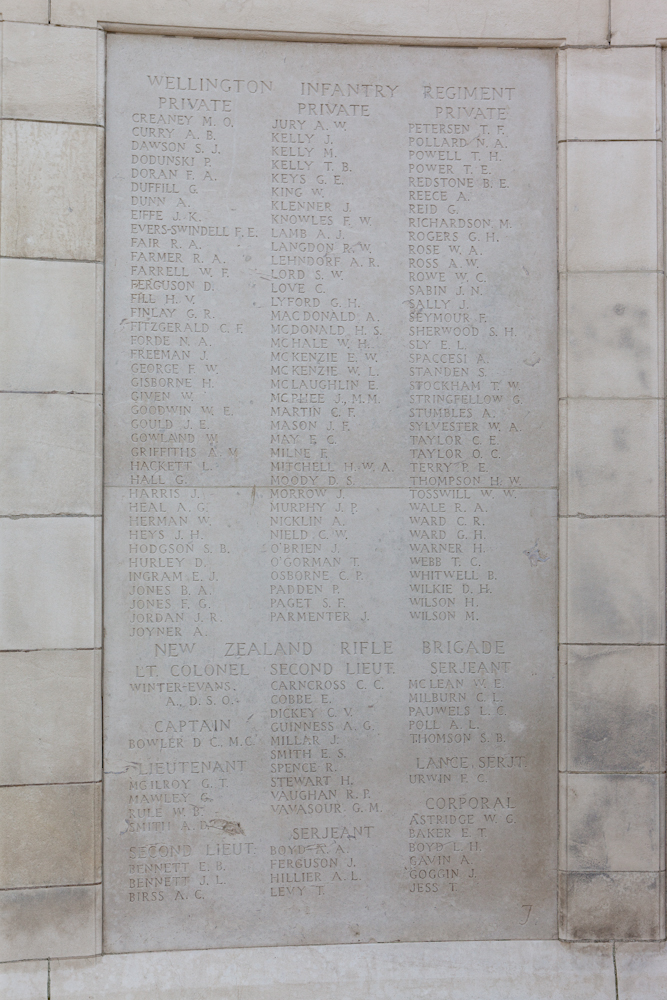 WELLINGTON INFANTRY REGIMENT
PRIVATE
CREANEY M. O.
CURRY A. B.
DAWSON S. J.
DODUNSKI P.
DORAN F. A.
DUFFILL G.
DUNN A.
EIFFE J. K.
EVERS-SWINDELL F. E.
FAIR R. A.
FARMER R. A.
FARRELL W. F.
FERGUSON D.
FILL H. V.
FINLAY G. R.
FITZGERALD C. F.
FORDE N. A.
FREEMAN J.
GEORGE F. W.
GISBORNE H.
GIVEN W.
GOODWIN W. E.
GOULD J. E.
GOWLAND W.
GRIFFITHS A. M.
HACKETT L.
HALL G.
HARRIS J.
HEAL A. G.
HERMAN W.
HEYS J. H.
HODGSON S. B.
HURLEY D.
INGRAM E. J.
JONES B. A.
JONES F. G.
JORDAN J. R.
JOYNER A.
PRIVATE
JURY A. W.
KELLY J.
KELLY M.
KELLY T. B.
KEYS G. E.
KING W.
KLENNER J.
KNOWLES F. W.
LAMB A. J.
LANGDON R. W.
LEHNDORF A. R.
LORD S. W.
LOVE C.
LYFORD G. H.
MACDONALD A.
MCDONALD H. S.
MCHALE W. H.
MCKENZIE E. W.
MCKENZIE W. L.
MCLAUGHLIN E.
MCPHEE J., M.M.
MARTIN C. F.
MASON J. F.
MAY F. C.
MILNE F.
MITCHELL H. W. A.
MOODY D. S.
MORROW J.
MURPHY J. P.
NICKLIN A.
NIELD C. W.
O'BRIEN J.
O'GORMAN T.
OSBORNE C. P.
PADDEN P.
PAGET S. F.
PARMENTER J.
PRIVATE
PETERSEN T. F.
POLLARD N. A.
POWELL T. H.
POWER T. E.
REDSTONE B. E.
REECE A.
REID G.
RICHARDSON M.
ROGERS G. H.
ROSE W. A.
ROSS A. W.
ROWE W. C.
SABIN J. N.
SALLY J.
SEYMOUR F.
SHERWOOD S. H.
SLY E. L.
SPACCESI A.
STANDEN S.
STOCKHAM T. W.
STRINGFELLOW G.
STUMBLES A.
SYLVESTER W. A.
TAYLOR C. E.
TAYLOR O. C.
TERRY P. E.
THOMPSON H. W.
TOSSWILL W. W.
WALE R. A.
WARD C. R.
WARD G. H.
WARNER H.
WEBB T. C.
WHITWELL B.
WILKIE D. H.
WILSON H.
WILSON M.
NEW ZEALAND RIFLE BRIGADE
LT. COLONEL
WINTER-EVANS,
A., D. S. O.
CAPTAIN
BOWLER D. C., M.C.
LIEUTENANT
MCILROY G. T.
MAWLEY G.
RULE W. B.
SMITH A. D.
SECOND LIEUT.
BENNETT E. B.
BENNETT J. L.
BIRSS A. C.
SECOND LIEUT.
CARNCROSS C. C.
COBBE E.
DICKEY C. V.
GUINNESS A. G.
MILLAR J.
SMITH E. S.
SPENCE R.
STEWART H.
VAUGHAN R. P.
VAVASOUR G. M.
SERJEANT
BOYD A. A.
FERGUSON J.
HILLIER A. L.
LEVY T.
SERJEANT
MCLEAN W. E.
MILBURN C. L.
PAUWELS L. C.
POLL A. L.
THOMSON S. B.
LANCE SERJT.
URWIN F. C.
CORPORAL
ASTRIDGE W. G.
BAKER E. T.
BOYD L. H.
GAVIN A.
GOGGIN J.
JESS T.
7